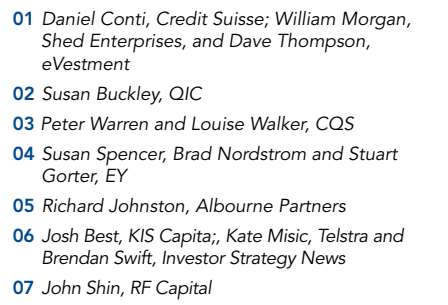 01 Daniel Conti, Credit Suisse; William Morgan,
Shed Enterprises, and Dave Thompson,
eVestment
02 Susan Buckley, QIC
03 Peter Warren and Louise Walker, CQS
04 Susan Spencer, Brad Nordstrom and Stuart
Gorter, EY
05 Richard Johnston, Albourne Partners
06 Josh Best, KIS Capita;, Kate Misic, Telstra and
Brendan Swift, Investor Strategy News
07 John Shin, RF Capital